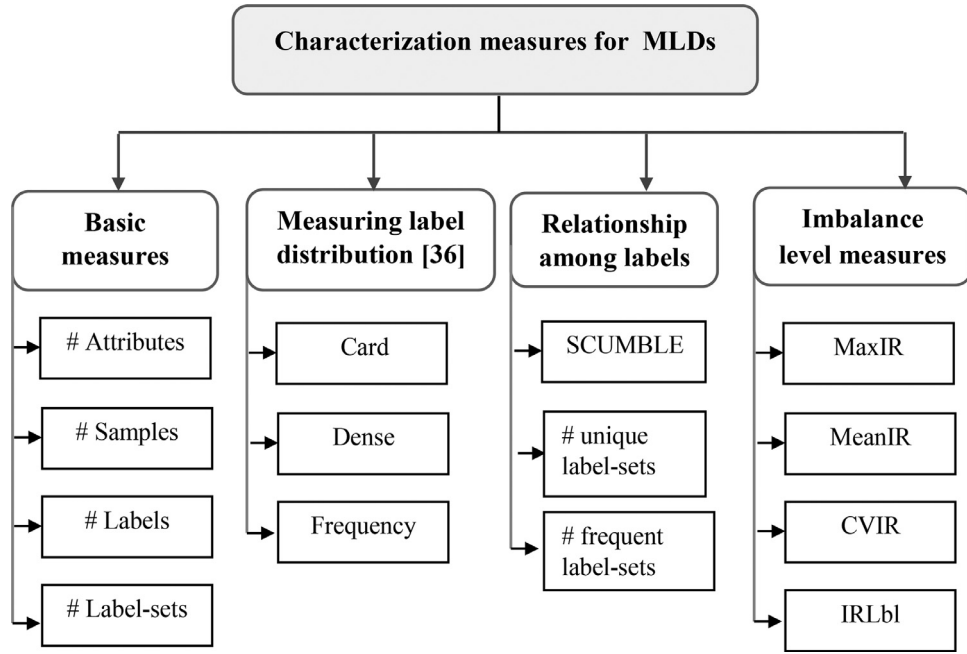 Characterization measures for MLDs
Basic
measures
Measuring label
distribution [36]
Relationship
among labels
Imbalance
level measures
# Attributes
# Samples
# Labels
# Label-sets
Card
Dense
Frequency
SCUMBLE
# unique
label-sets
# frequent
label-sets
MaxIR
MeanIR
CVIR
IRLbl